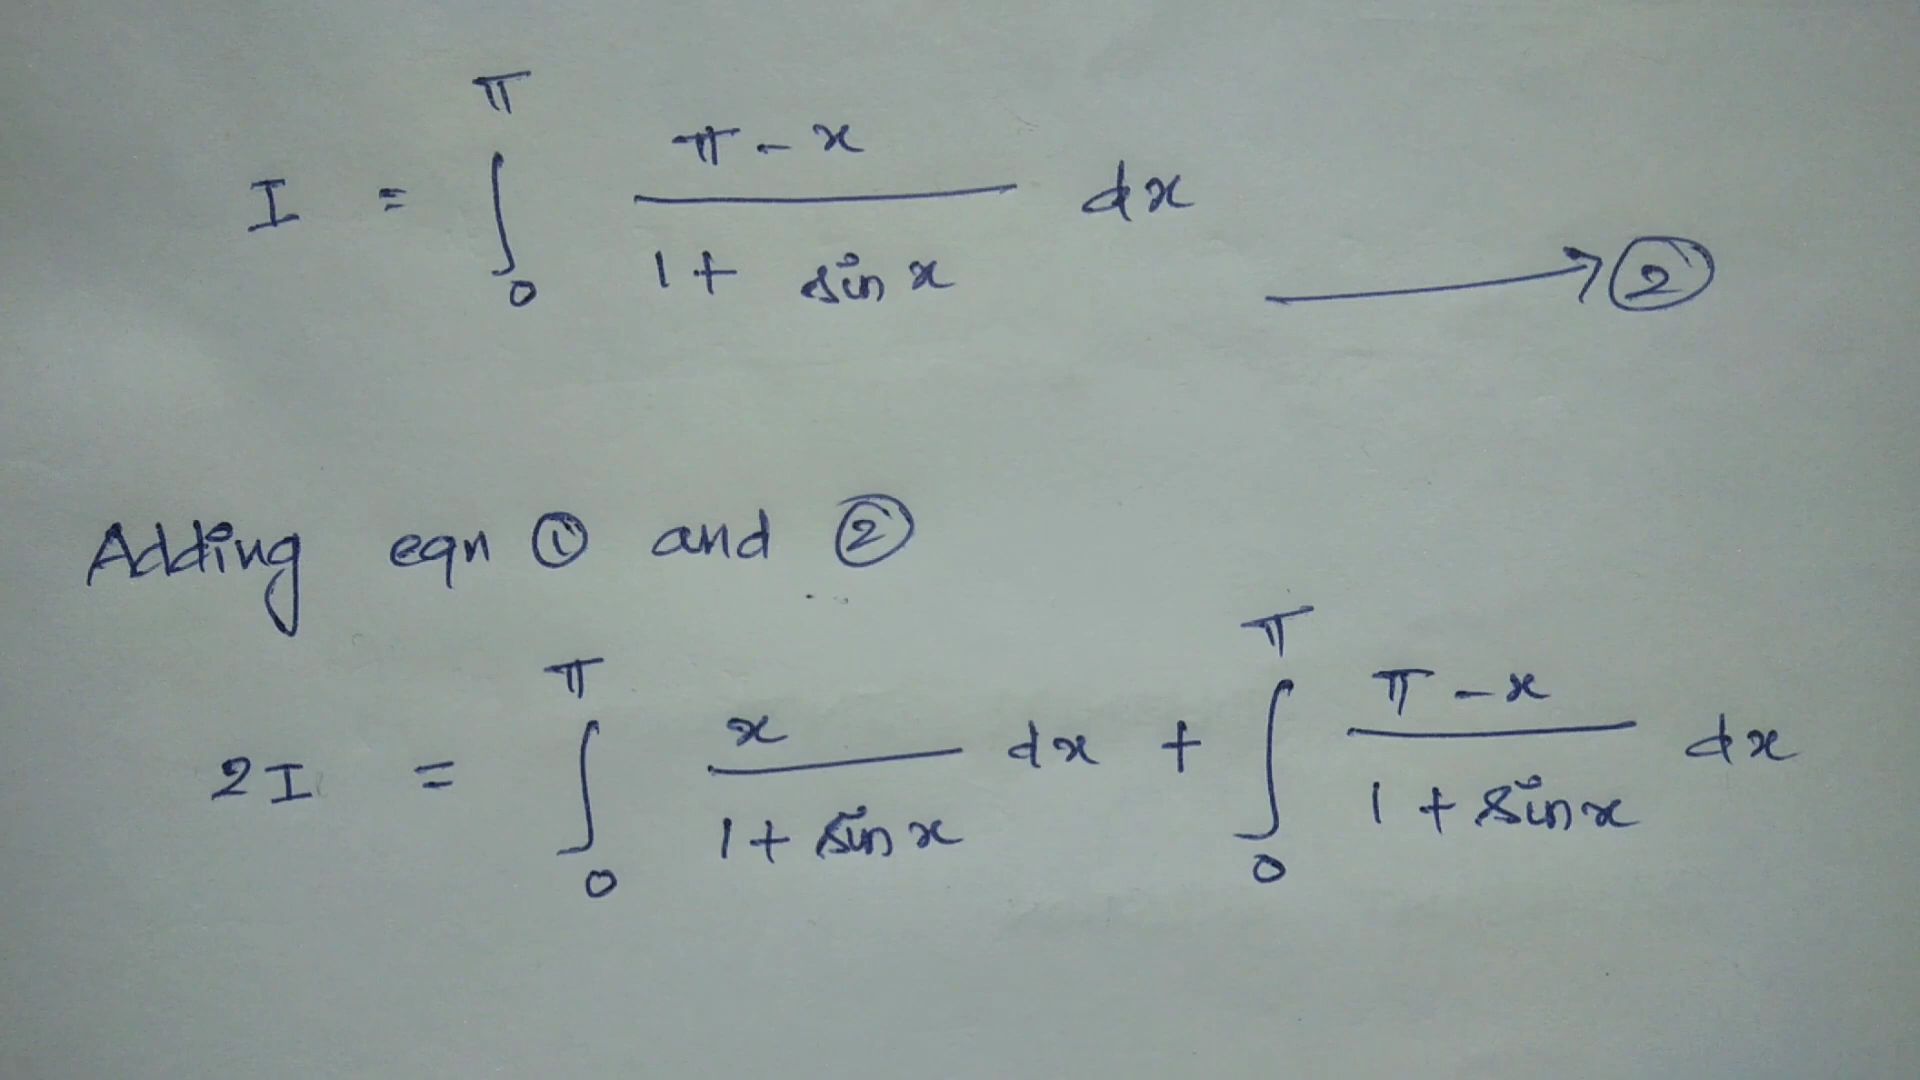 I = ∫₀^π (π - x)/(1 + sin x) dx ⟶ ②
Adding eqn ① and ②
2I = ∫₀^π x/(1 + sin x) dx + ∫₀^π (π - x)/(1 + sin x) dx